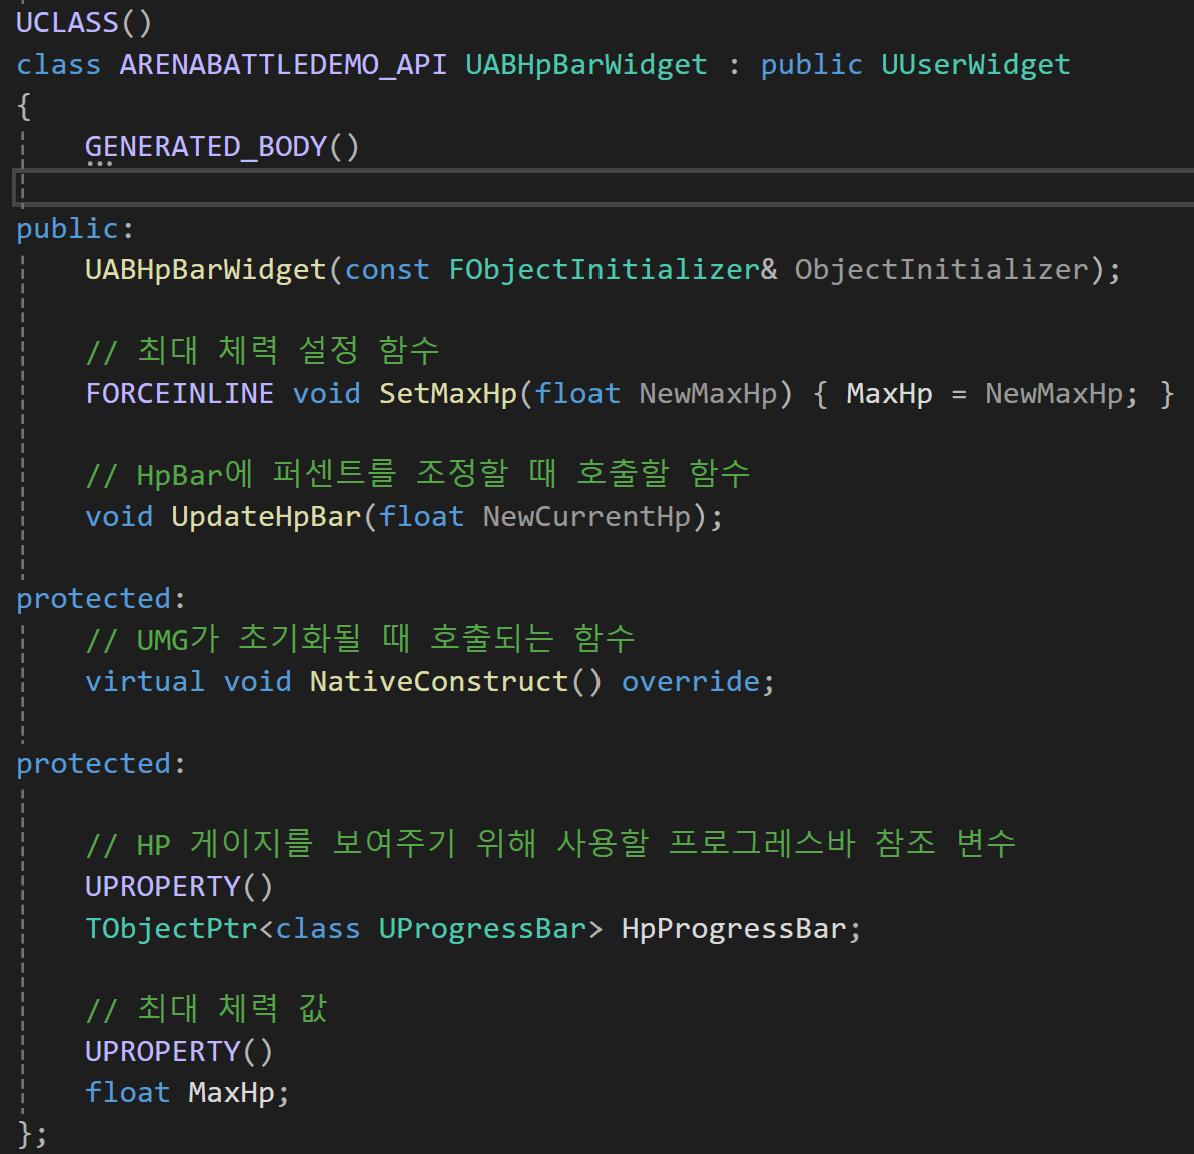 UCLASS()
class ARENABATTLEDEMO_API UABHpBarWidget : public UUserWidget
{
GENERATED_BODY()
public:
UABHpBarWidget(const FObjectInitializer& ObjectInitializer);
// 최대 체력 설정 함수
FORCEINLINE void SetMaxHp(float NewMaxHp) { MaxHp = NewMaxHp; }
// HpBar에 퍼센트를 조정할 때 호출할 함수
void UpdateHpBar(float NewCurrentHp);
protected:
// UMG가 초기화될 때 호출되는 함수
virtual void NativeConstruct() override;
protected:
// HP 게이지를 보여주기 위해 사용할 프로그레스바 참조 변수
UPROPERTY()
TObjectPtr<class UProgressBar> HpProgressBar;
// 최대 체력 값
UPROPERTY()
float MaxHp;
};